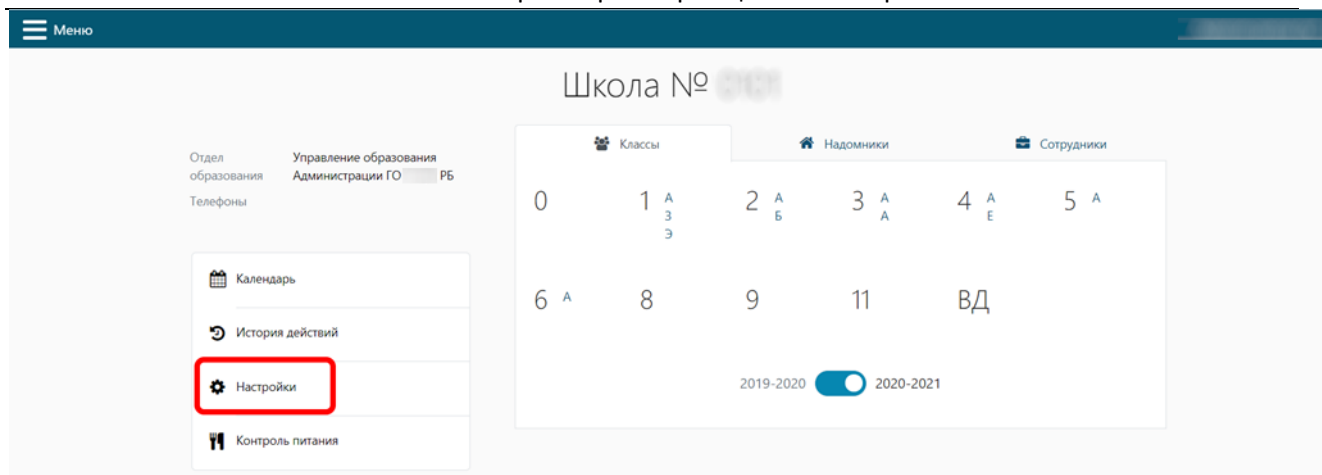 Меню
Школа №
Отдел образования
Управление образования
Администрации ГО РБ
Телефоны
Календарь
История действий
Настройки
Контроль питания
Классы
Надомники
Сотрудники
0
1 А З Э
2 А Б
3 А А
4 А Е
5 А
6 А
8
9
11
ВД
2019-2020
2020-2021